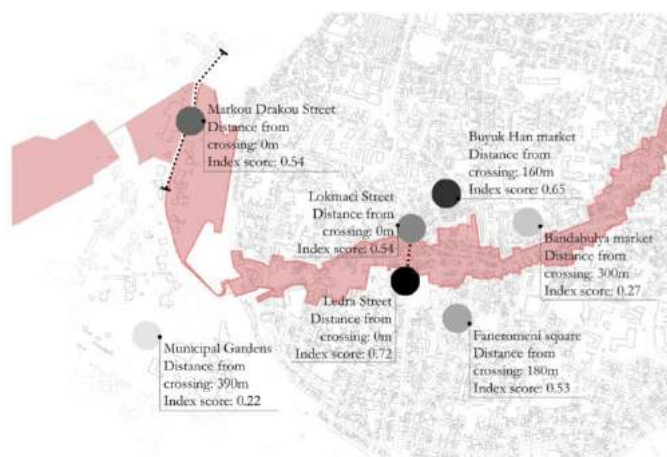 Markou Drakou Street
Distance from
crossing: 0m
Index score: 0.54
Buyuk Han market
Distance from
crossing: 160m
Index score: 0.65
Lokmaci Street
Distance from
crossing: 0m
Index score: 0.54
Bandabulya market
Distance from
crossing: 300m
Index score: 0.27
Ledra Street
Distance from
crossing: 0m
Index score: 0.72
Faneromeni square
Distance from
crossing: 180m
Index score: 0.53
Municipal Gardens
Distance from
crossing: 390m
Index score: 0.22